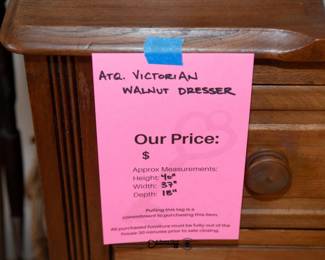 ATQ. VICTORIAN
WALNUT DRESSER
Our Price:
$
Approx Measurements:
Height: 40"
Width: 37"
Depth: 18"
Pulling this tag is a
commitment to purchasing this item.
All purchased furniture must be fully out of the
house 30 minutes prior to sale closing.